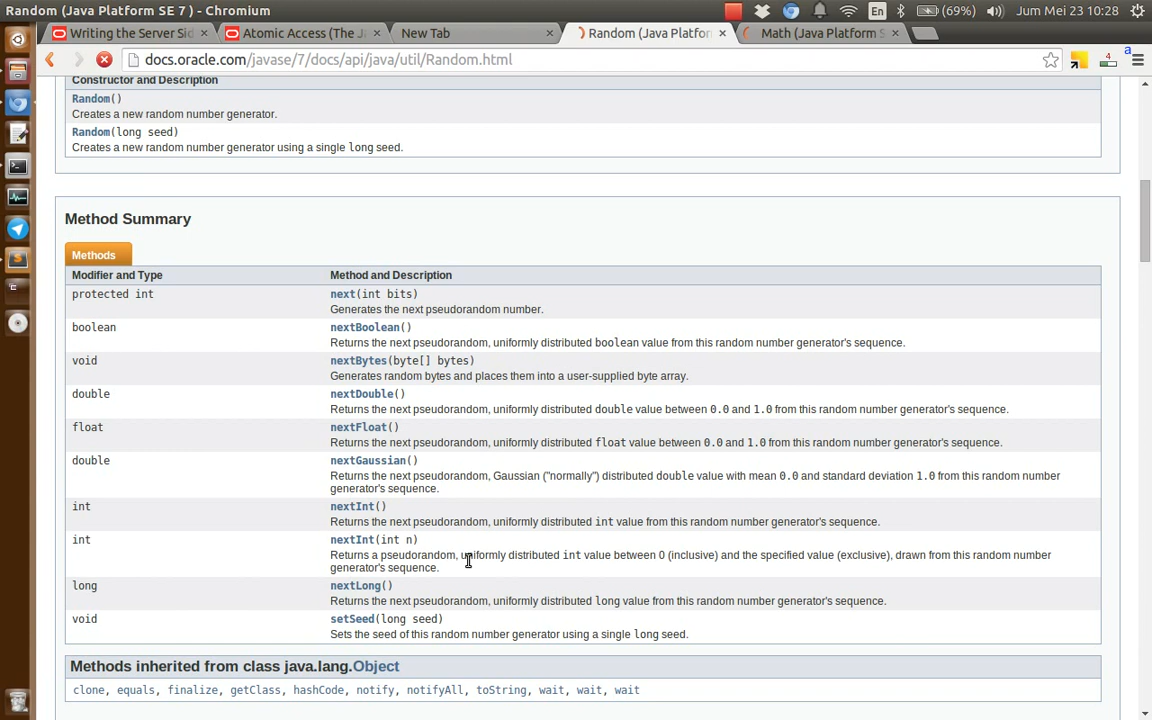 Random (Java Platform SE 7 ) - Chromium
En (69%) Jum Mei 23 10:28
Writing the Server Sid × Atomic Access (The J × New Tab × Random (Java Platfor × Math (Java Platform S ×
docs.oracle.com/javase/7/docs/api/java/util/Random.html 4 a
Constructor and Description
Random()
Creates a new random number generator.
Random(long seed)
Creates a new random number generator using a single long seed.
Method Summary
Methods
Modifier and Type Method and Description
protected int next(int bits)
Generates the next pseudorandom number.
boolean nextBoolean()
Returns the next pseudorandom, uniformly distributed boolean value from this random number generator's sequence.
void nextBytes(byte[] bytes)
Generates random bytes and places them into a user-supplied byte array.
double nextDouble()
Returns the next pseudorandom, uniformly distributed double value between 0.0 and 1.0 from this random number generator's sequence.
float nextFloat()
Returns the next pseudorandom, uniformly distributed float value between 0.0 and 1.0 from this random number generator's sequence.
double nextGaussian()
Returns the next pseudorandom, Gaussian ("normally") distributed double value with mean 0.0 and standard deviation 1.0 from this random number
generator's sequence.
int nextInt()
Returns the next pseudorandom, uniformly distributed int value from this random number generator's sequence.
int nextInt(int n)
Returns a pseudorandom, uniformly distributed int value between 0 (inclusive) and the specified value (exclusive), drawn from this random number
generator's sequence.
long nextLong()
Returns the next pseudorandom, uniformly distributed long value from this random number generator's sequence.
void setSeed(long seed)
Sets the seed of this random number generator using a single long seed.
Methods inherited from class java.lang.Object
clone, equals, finalize, getClass, hashCode, notify, notifyAll, toString, wait, wait, wait